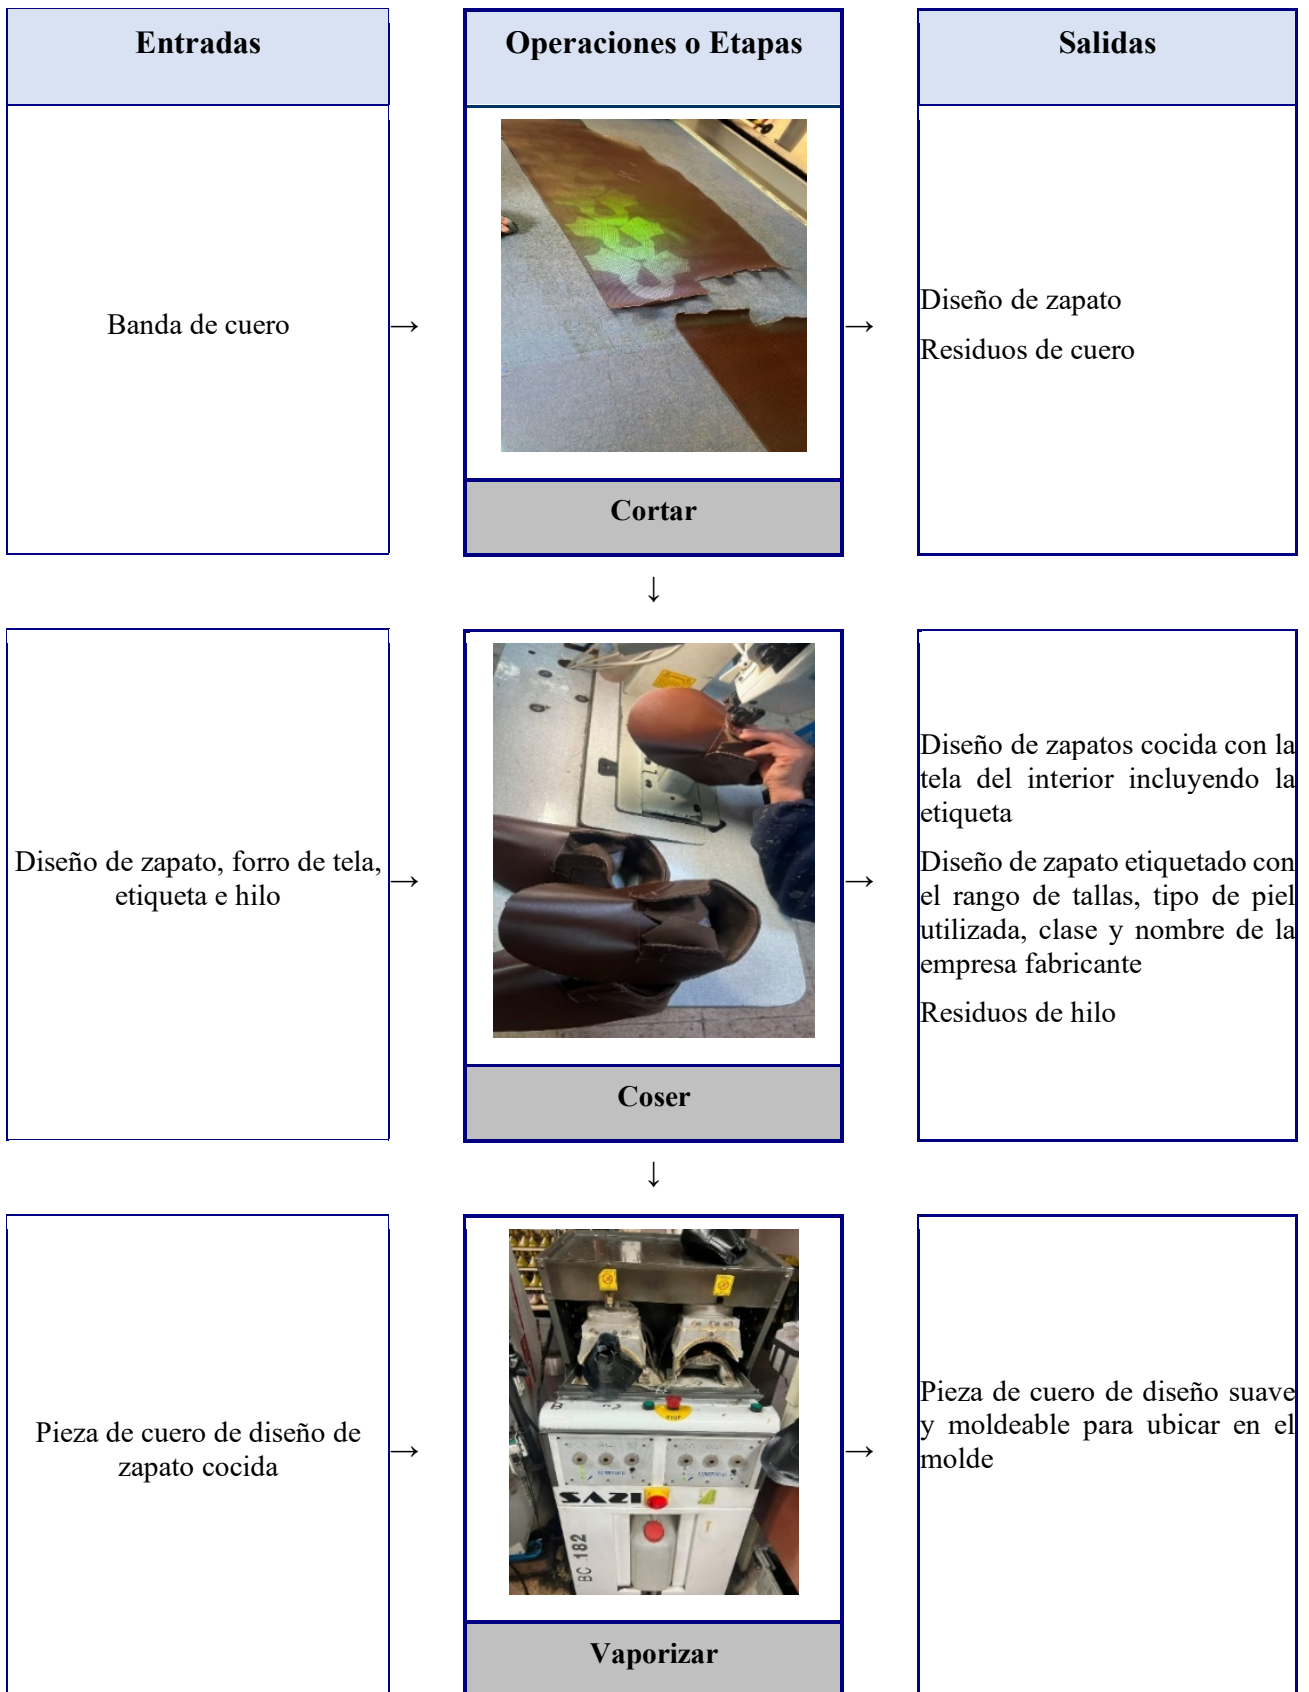 Entradas
Operaciones o Etapas
Salidas
Banda de cuero
→
→
Diseño de zapato
Residuos de cuero
Cortar
↓
Diseño de zapato, forro de tela,
etiqueta e hilo
→
→
Diseño de zapatos cocida con la
tela del interior incluyendo la
etiqueta
Diseño de zapato etiquetado con
el rango de tallas, tipo de piel
utilizada, clase y nombre de la
empresa fabricante
Residuos de hilo
Coser
↓
Pieza de cuero de diseño de
zapato cocida
→
SAZI
BC 182
→
Pieza de cuero de diseño suave
y moldeable para ubicar en el
molde
Vaporizar